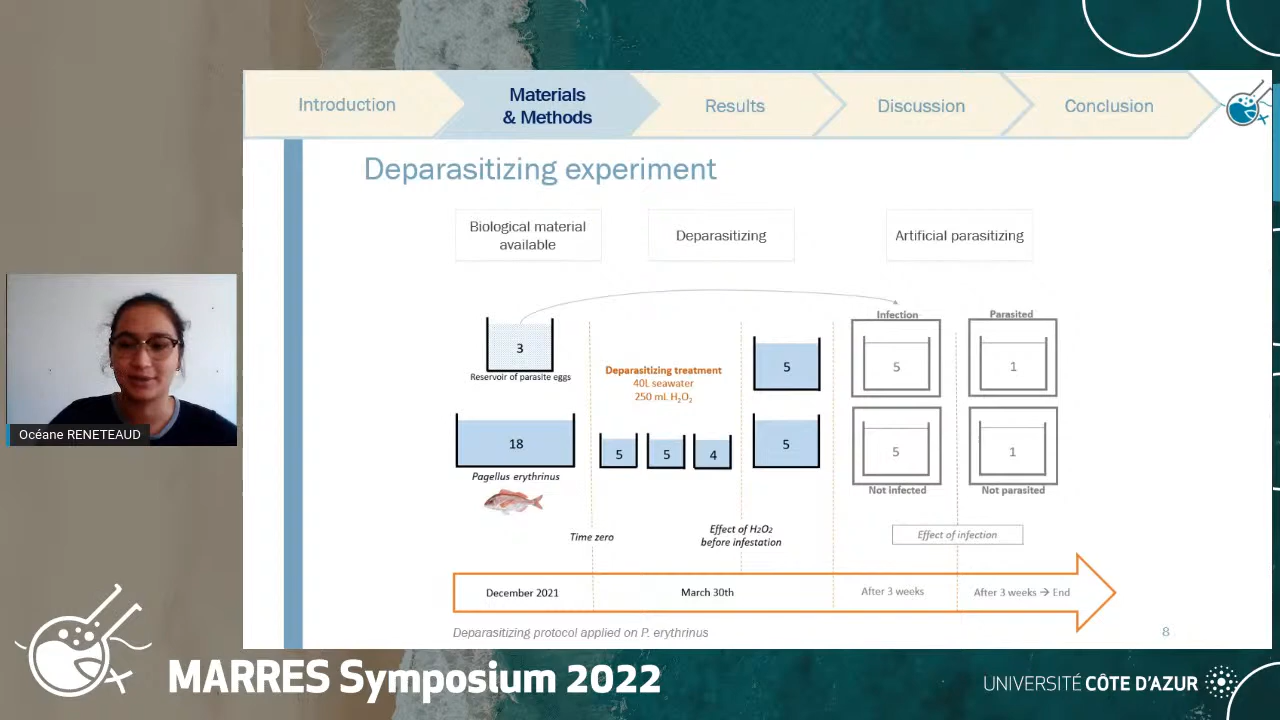 Introduction
Materials
& Methods
Results
Discussion
Conclusion
Deparasitizing experiment
Biological material
available
Deparasitizing
Artificial parasitizing
3
Reservoir of parasite eggs
18
Pagellus erythrinus
Deparasitizing treatment
40L seawater
250 mL H₂O₂
5
5
4
5
5
Infection
5
Parasited
1
5
Not infected
1
Not parasited
Time zero
Effect of H₂O₂
before infestation
Effect of infection
December 2021
March 30th
After 3 weeks
After 3 weeks → End
Deparasitizing protocol applied on P. erythrinus
8
Océane RENETEAUD
MARRES Symposium 2022
UNIVERSITÉ CÔTE D'AZUR